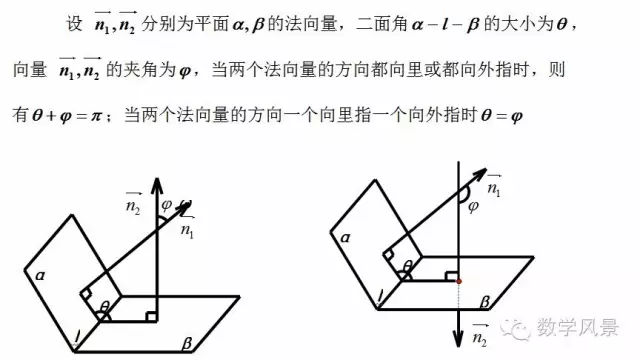 设 n₁,n₂ 分别为平面 α,β 的法向量，二面角 α－l－β 的大小为 θ，
向量 n₁,n₂ 的夹角为 φ，当两个法向量的方向都向里或都向外指时，则
有 θ+φ=π；当两个法向量的方向一个向里指一个向外指时 θ=φ
n₂
φ
n₁
α
θ
l
β
n₁
φ
α
θ
l
β
n₂
数学风景